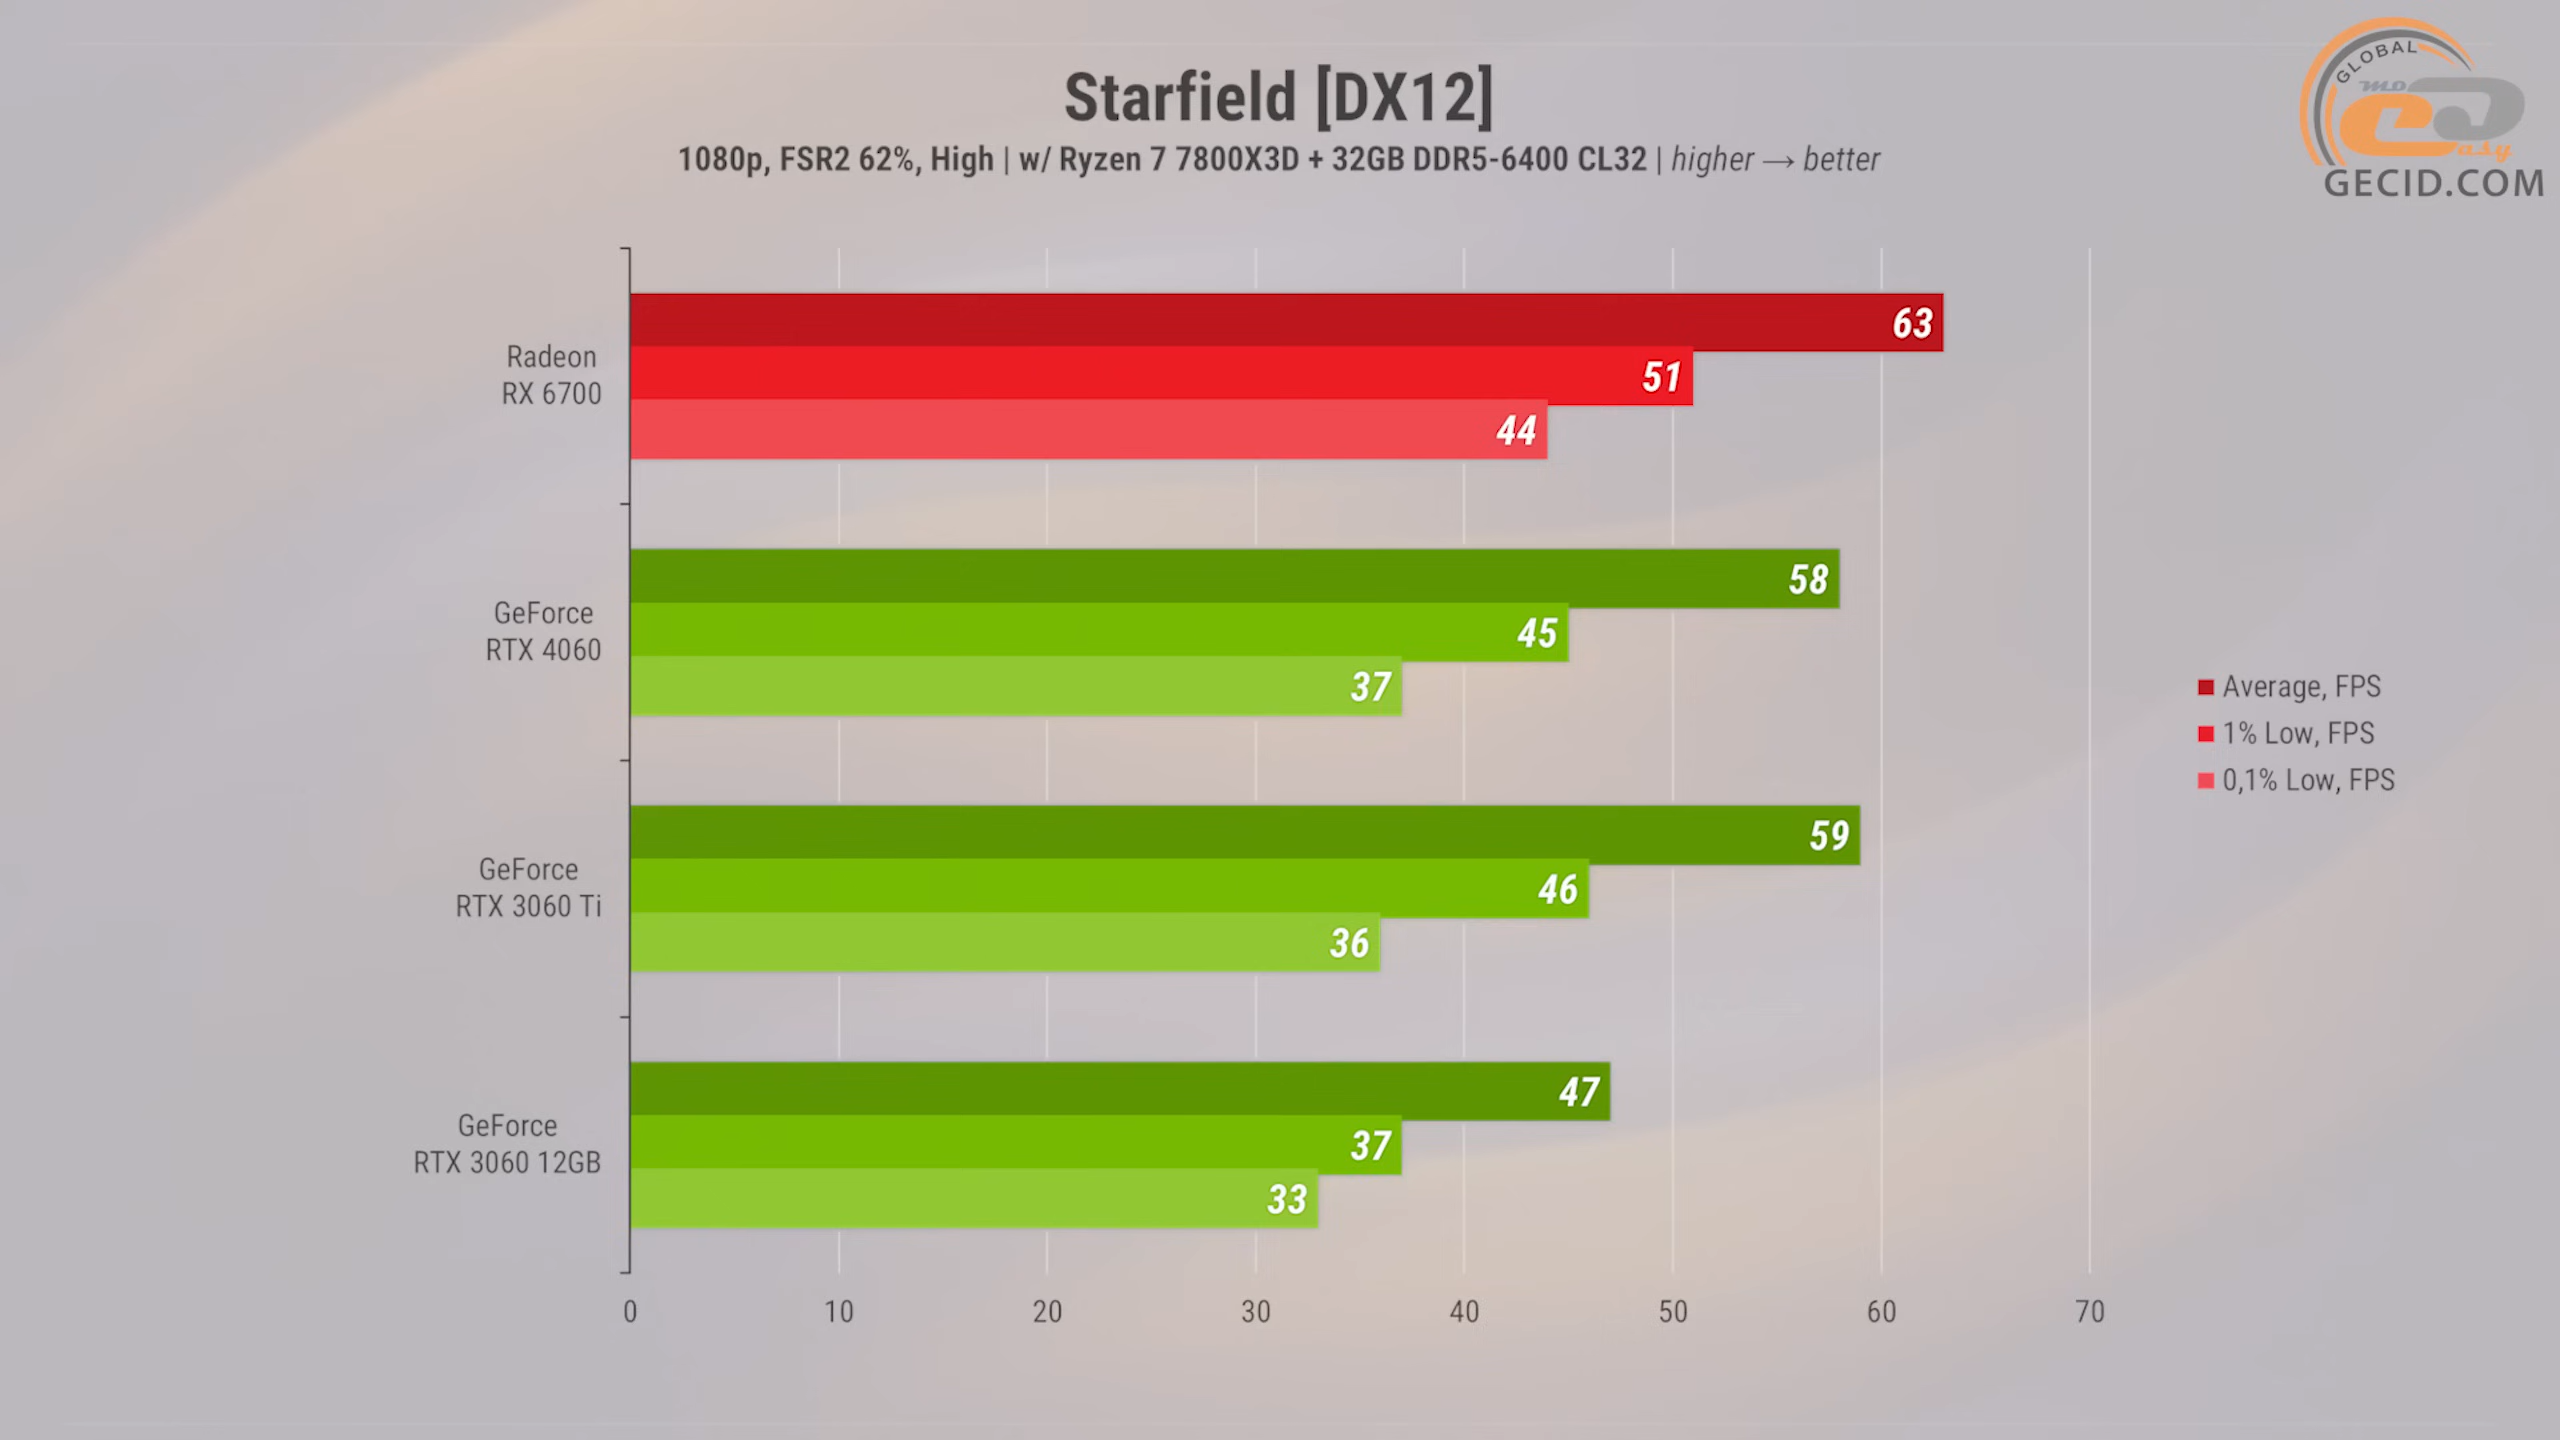 Starfield [DX12]
1080p, FSR2 62%, High | w/ Ryzen 7 7800X3D + 32GB DDR5-6400 CL32 | higher → better
GLOBAL
mo
easy
GECID.COM
Radeon
RX 6700
63
51
44
GeForce
RTX 4060
58
45
37
GeForce
RTX 3060 Ti
59
46
36
GeForce
RTX 3060 12GB
47
37
33
Average, FPS
1% Low, FPS
0,1% Low, FPS
0 10 20 30 40 50 60 70